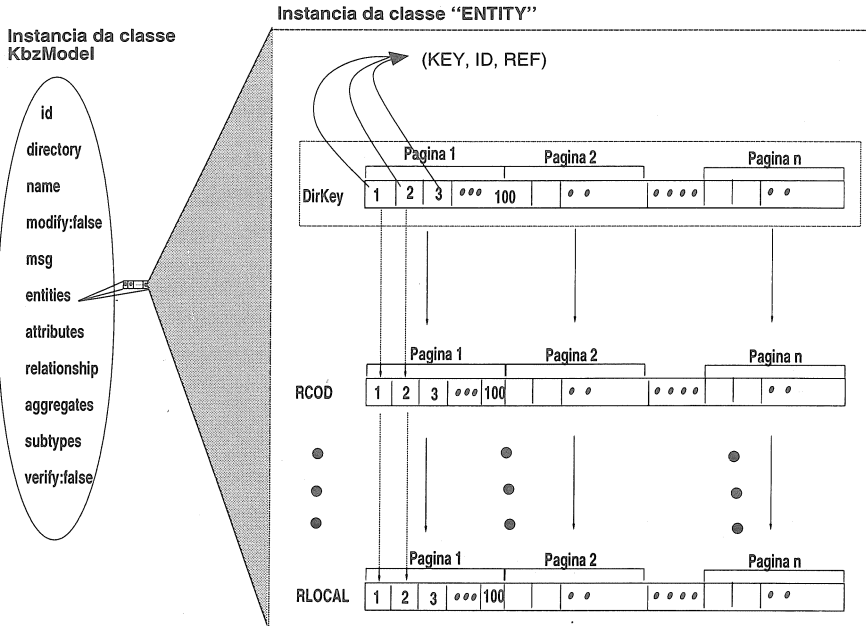 Instancia da classe "ENTITY"
Instancia da classe
KbzModel
id
directory
name
modify:false
msg
entities
attributes
relationship
aggregates
subtypes
verify:false
(KEY, ID, REF)
Pagina 1 Pagina 2 Pagina n
DirKey 1 2 3 100
Pagina 1 Pagina 2 Pagina n
RCOD 1 2 3 100
Pagina 1 Pagina 2 Pagina n
RLOCAL 1 2 3 100